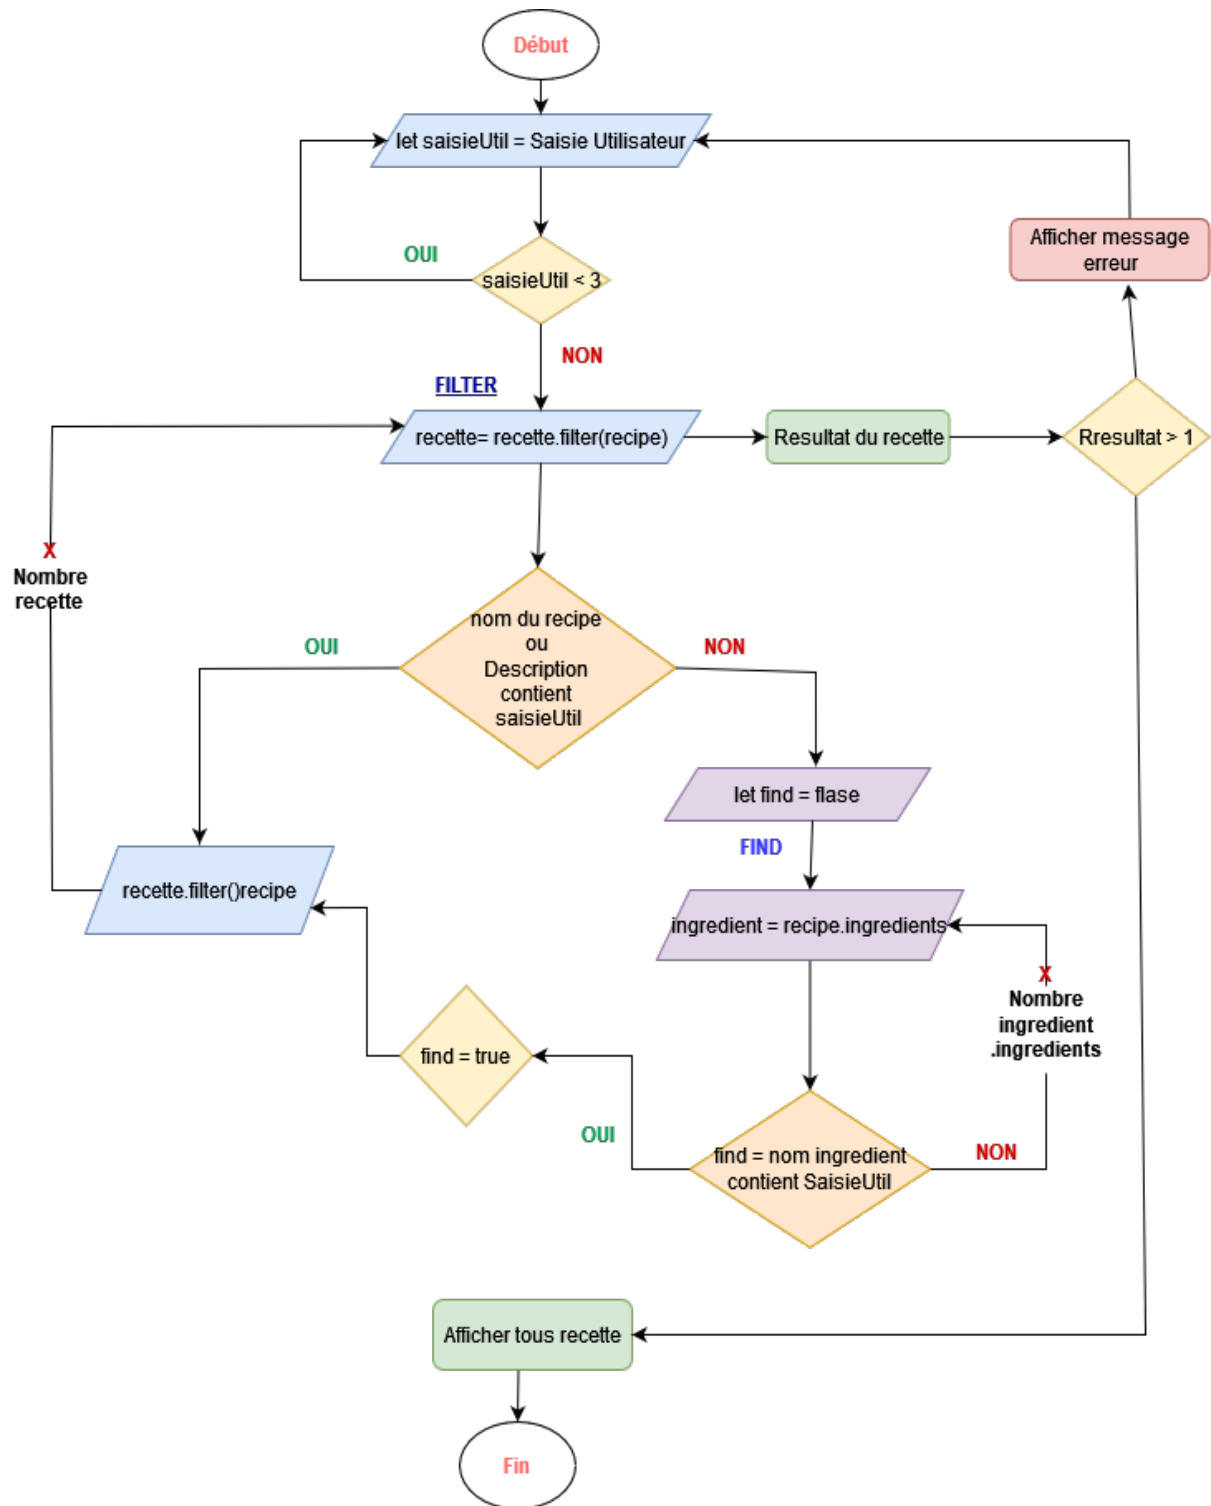 Début
let saisieUtil = Saisie Utilisateur
Afficher message
erreur
OUI
saisieUtil < 3
NON
FILTER
recette= recette.filter(recipe)
Resultat du recette
Rresultat > 1
X
Nombre
recette
nom du recipe
ou
Description
contient
saisieUtil
OUI
NON
let find = flase
FIND
recette.filter()recipe
ingredient = recipe.ingredients
X
Nombre
ingredient
.ingredients
find = true
OUI
find = nom ingredient
contient SaisieUtil
NON
Afficher tous recette
Fin